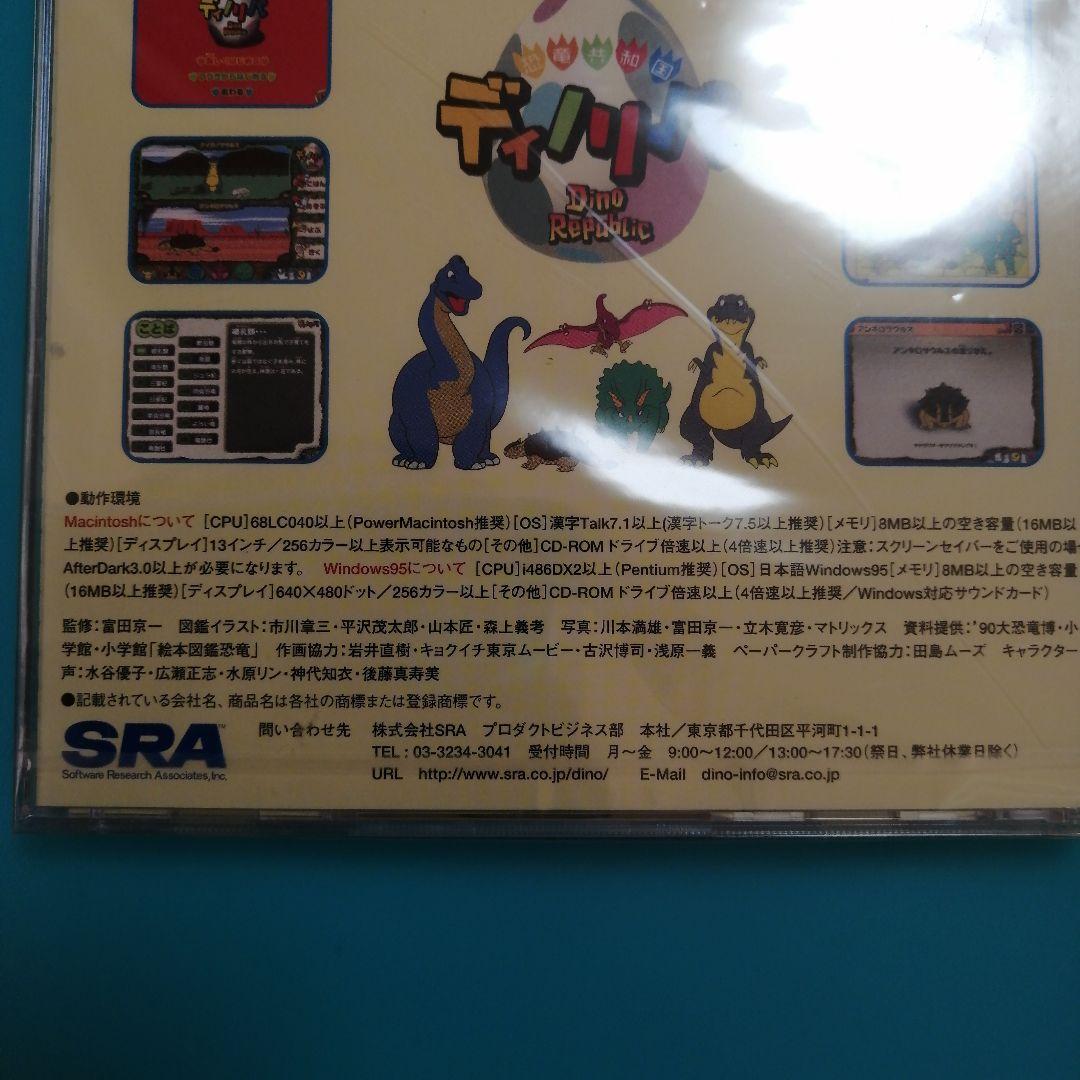 恐竜共和国
ディノリパ
Dino
Republic
ことば
アンキロサウルス
●動作環境
Macintoshについて [CPU]68LC040以上(PowerMacintosh推奨)[OS]漢字Talk7.1以上(漢字トーク7.5以上推奨)[メモリ]8MB以上の空き容量(16MB以
上推奨)[ディスプレイ]13インチ/256カラー以上表示可能なもの[その他]CD-ROMドライブ倍速以上(4倍速以上推奨)注意:スクリーンセイバーをご使用の場
AfterDark3.0以上が必要になります。 Windows95について [CPU]i486DX2以上(Pentium推奨)[OS]日本語Windows95[メモリ]8MB以上の空き容量
(16MB以上推奨)[ディスプレイ]640×480ドット/256カラー以上[その他]CD-ROMドライブ倍速以上(4倍速以上推奨/Windows対応サウンドカード)
監修:富田京一 図鑑イラスト:市川章三・平沢茂太郎・山本匠・森上義孝 写真:川本満雄・富田京一・立木寛彦・マトリックス 資料提供:'90大恐竜博・小
学館・小学館「絵本図鑑恐竜」 作画協力:岩井直樹・キョクイチ東京ムービー・古沢博司・浅原一義 ペーパークラフト制作協力:田島ムーズ キャラクター
声:水谷優子・広瀬正志・水原リン・神代知衣・後藤真寿美
●記載されている会社名、商品名は各社の商標または登録商標です。
SRA™ 問い合わせ先 株式会社SRA プロダクトビジネス部 本社/東京都千代田区平河町1-1-1
Software Research Associates,Inc. TEL:03-3234-3041 受付時間 月〜金 9:00〜12:00/13:00〜17:30(祭日、弊社休業日除く)
URL http://www.sra.co.jp/dino/ E-Mail dino-info@sra.co.jp